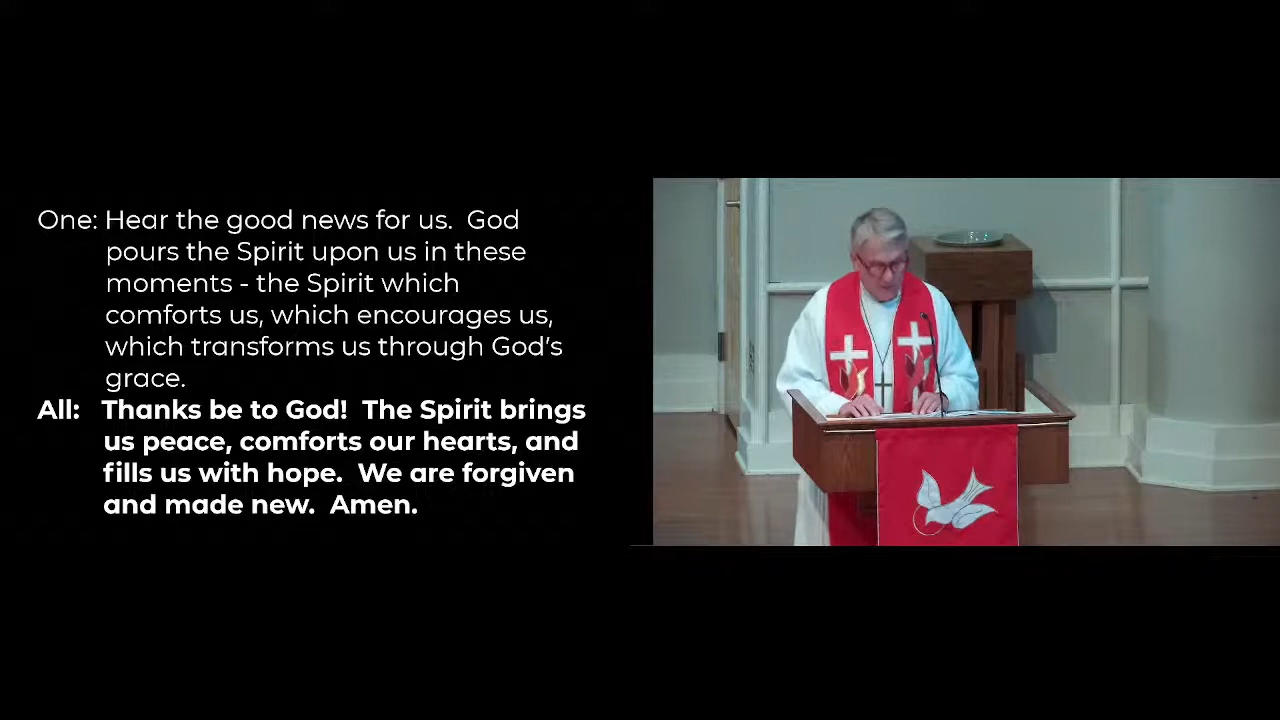 One: Hear the good news for us.  God
pours the Spirit upon us in these
moments - the Spirit which
comforts us, which encourages us,
which transforms us through God's
grace.
All:  Thanks be to God!  The Spirit brings
us peace, comforts our hearts, and
fills us with hope.  We are forgiven
and made new.  Amen.